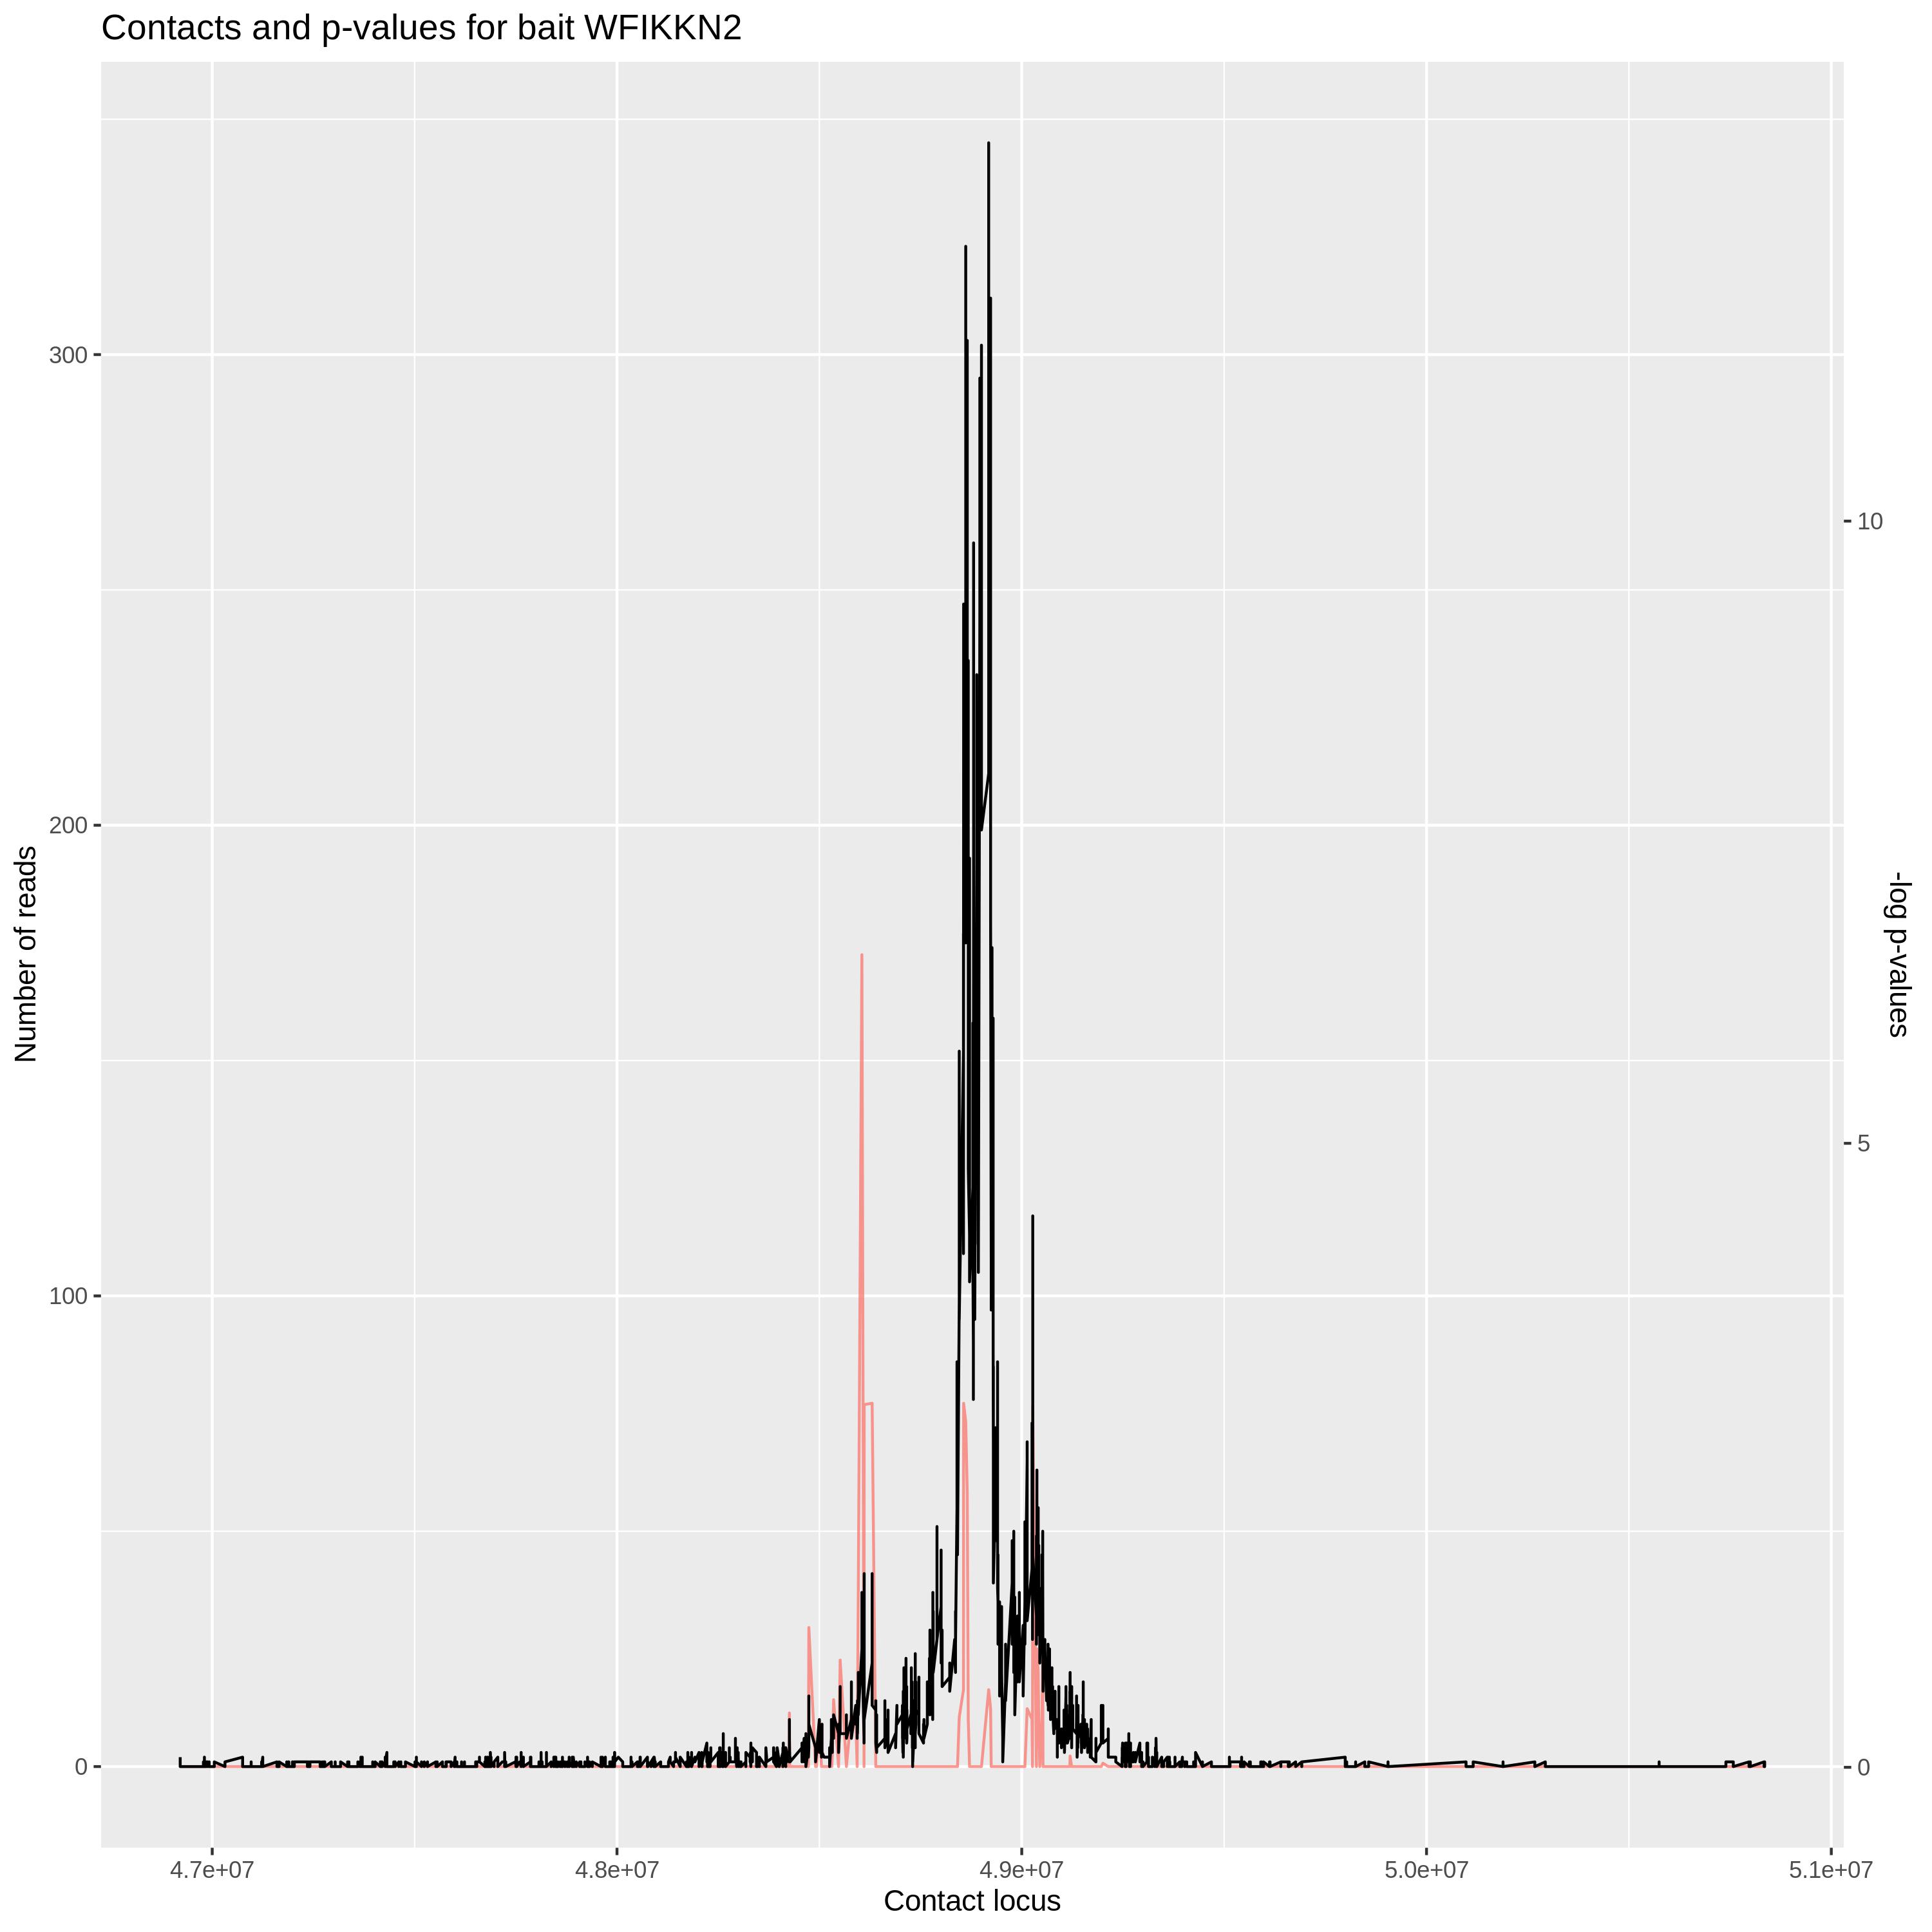 Contacts and p-values for bait WFIKKN2
Number of reads
300
200
100
0
10
5
0
-log p-values
4.7e+07
4.8e+07
4.9e+07
5.0e+07
5.1e+07
Contact locus